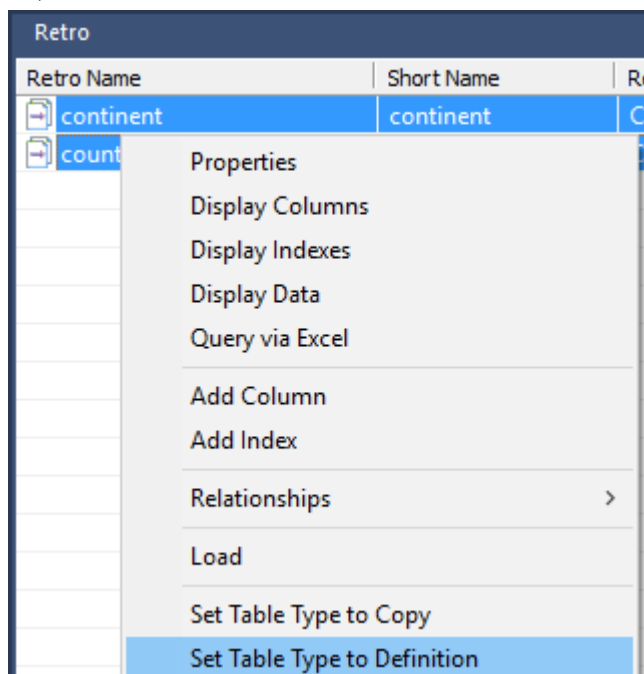 Retro
Retro Name Short Name
continent continent
count
Properties
Display Columns
Display Indexes
Display Data
Query via Excel
Add Column
Add Index
Relationships
Load
Set Table Type to Copy
Set Table Type to Definition